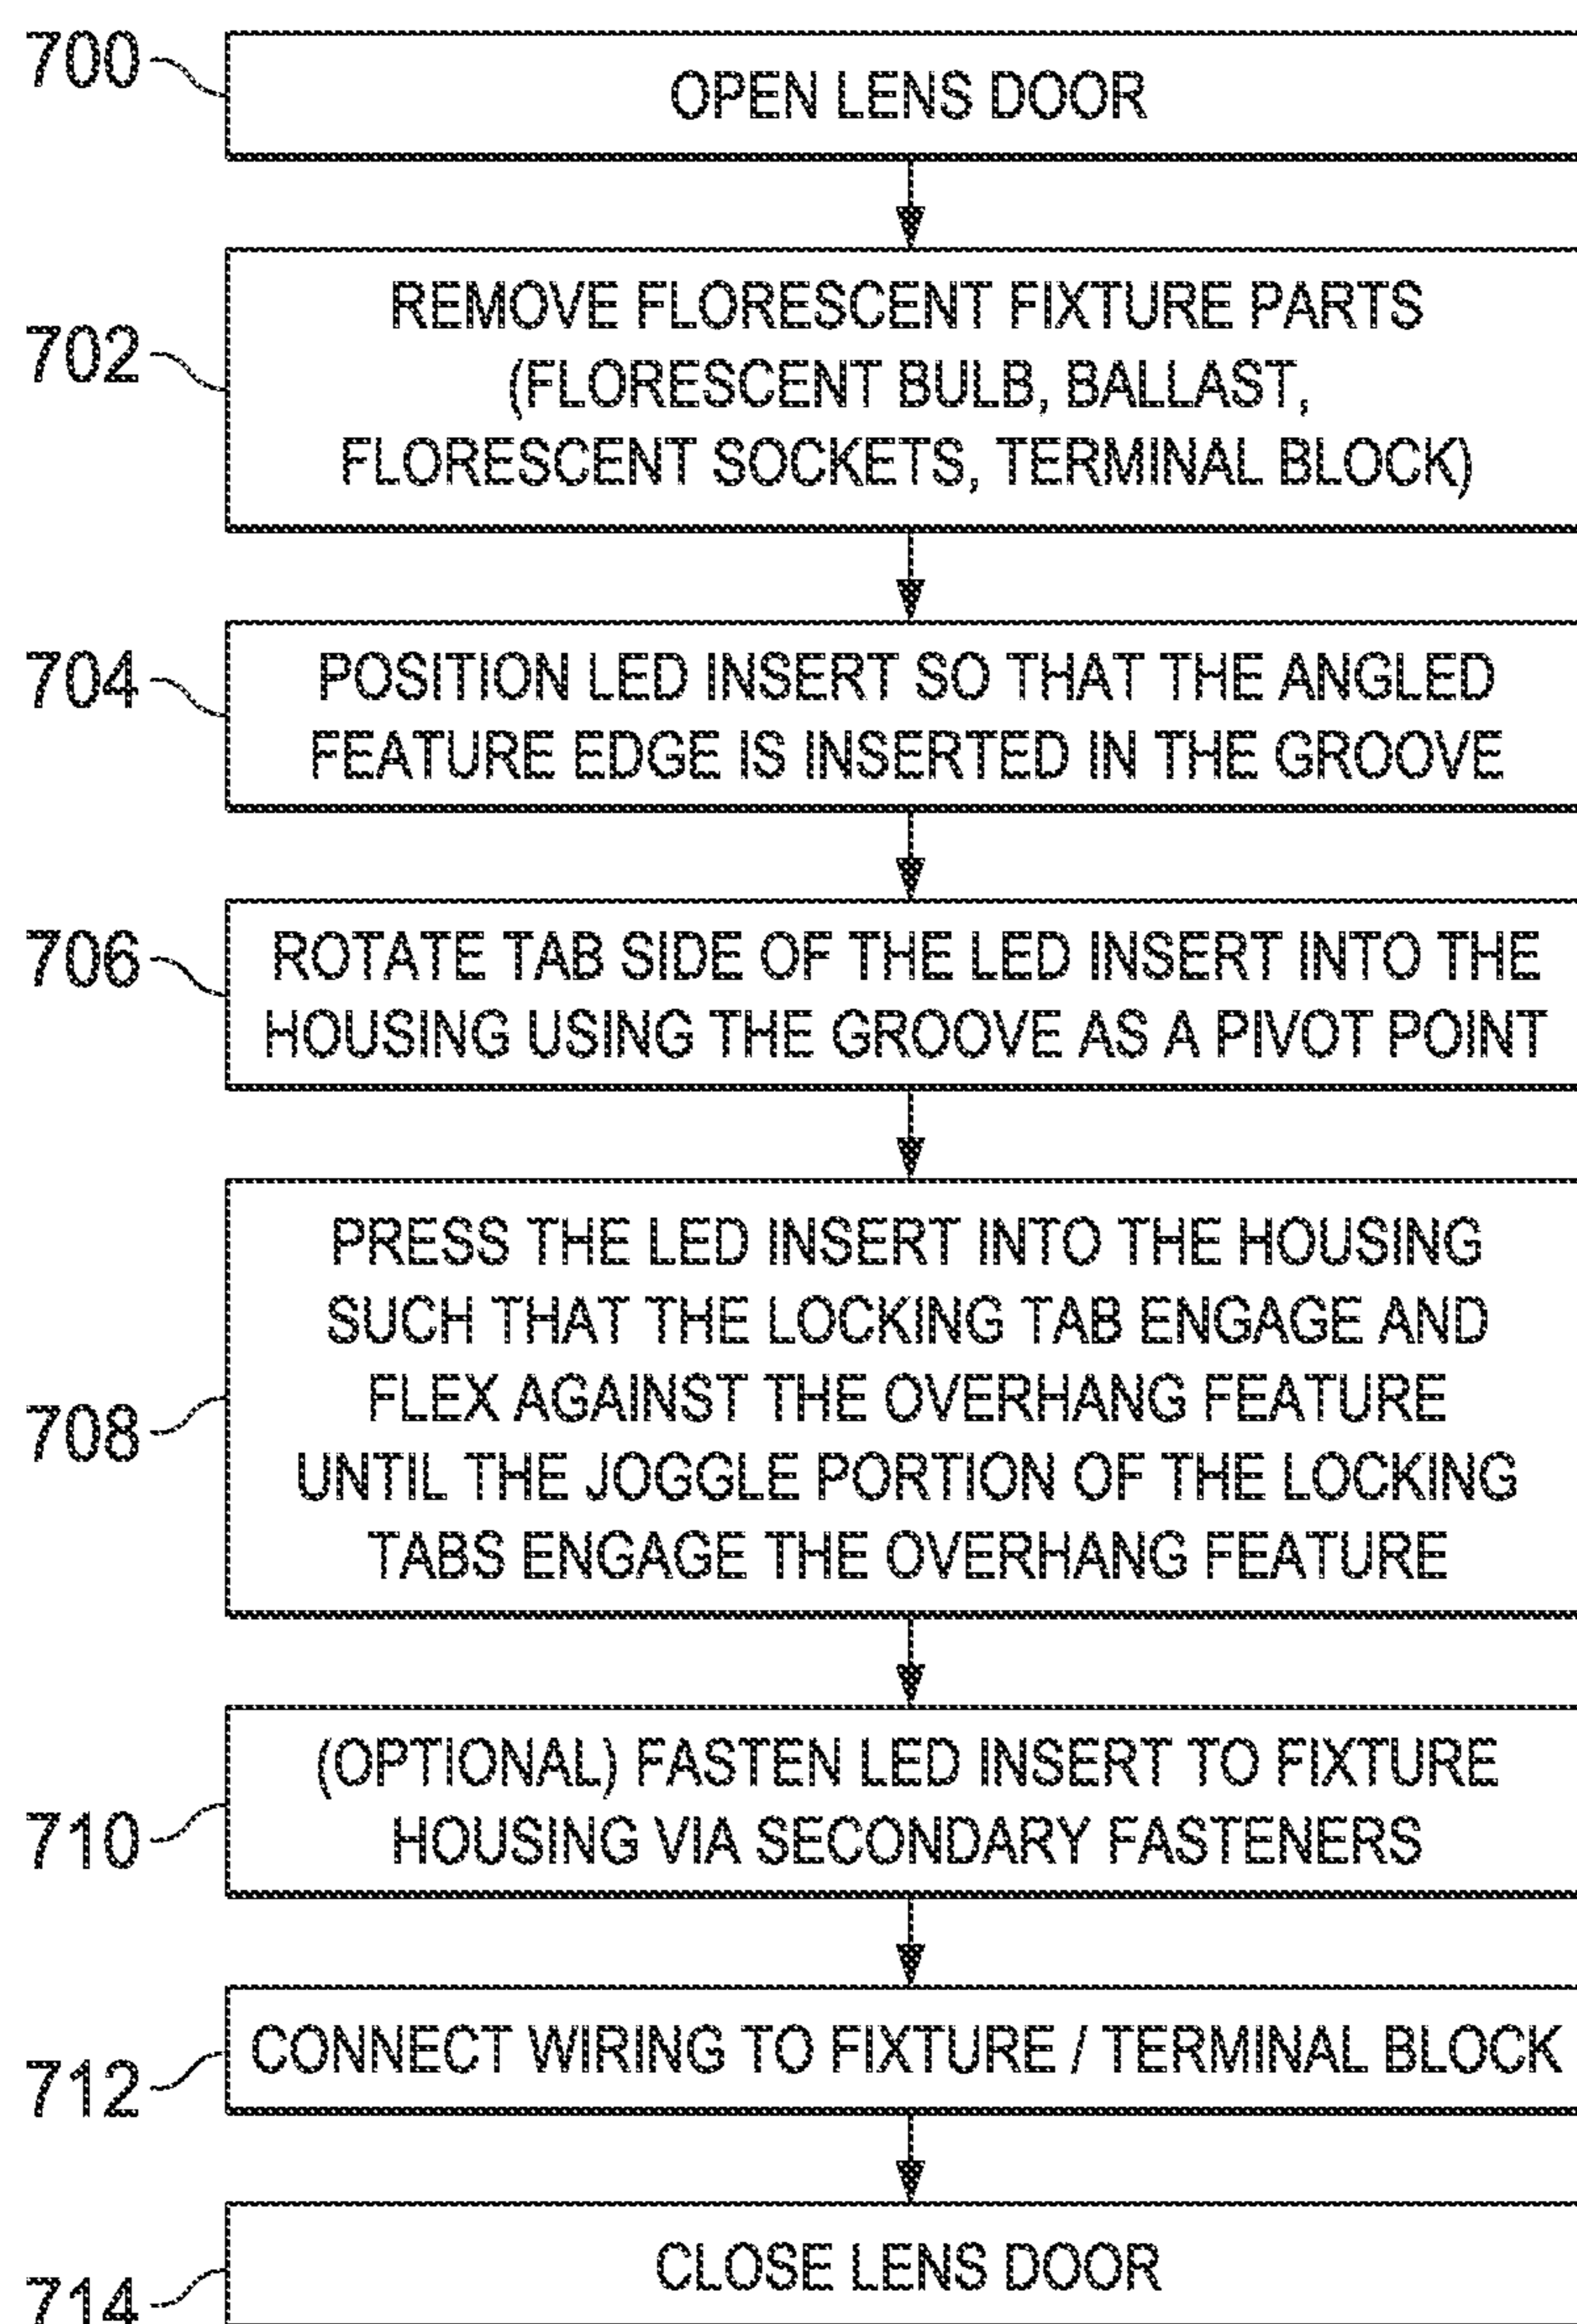 700
OPEN LENS DOOR
702
REMOVE FLORESCENT FIXTURE PARTS
(FLORESCENT BULB, BALLAST,
FLORESCENT SOCKETS, TERMINAL BLOCK)
704
POSITION LED INSERT SO THAT THE ANGLED
FEATURE EDGE IS INSERTED IN THE GROOVE
706
ROTATE TAB SIDE OF THE LED INSERT INTO THE
HOUSING USING THE GROOVE AS A PIVOT POINT
708
PRESS THE LED INSERT INTO THE HOUSING
SUCH THAT THE LOCKING TAB ENGAGE AND
FLEX AGAINST THE OVERHANG FEATURE
UNTIL THE JOGGLE PORTION OF THE LOCKING
TABS ENGAGE THE OVERHANG FEATURE
710
(OPTIONAL) FASTEN LED INSERT TO FIXTURE
HOUSING VIA SECONDARY FASTENERS
712
CONNECT WIRING TO FIXTURE / TERMINAL BLOCK
714
CLOSE LENS DOOR